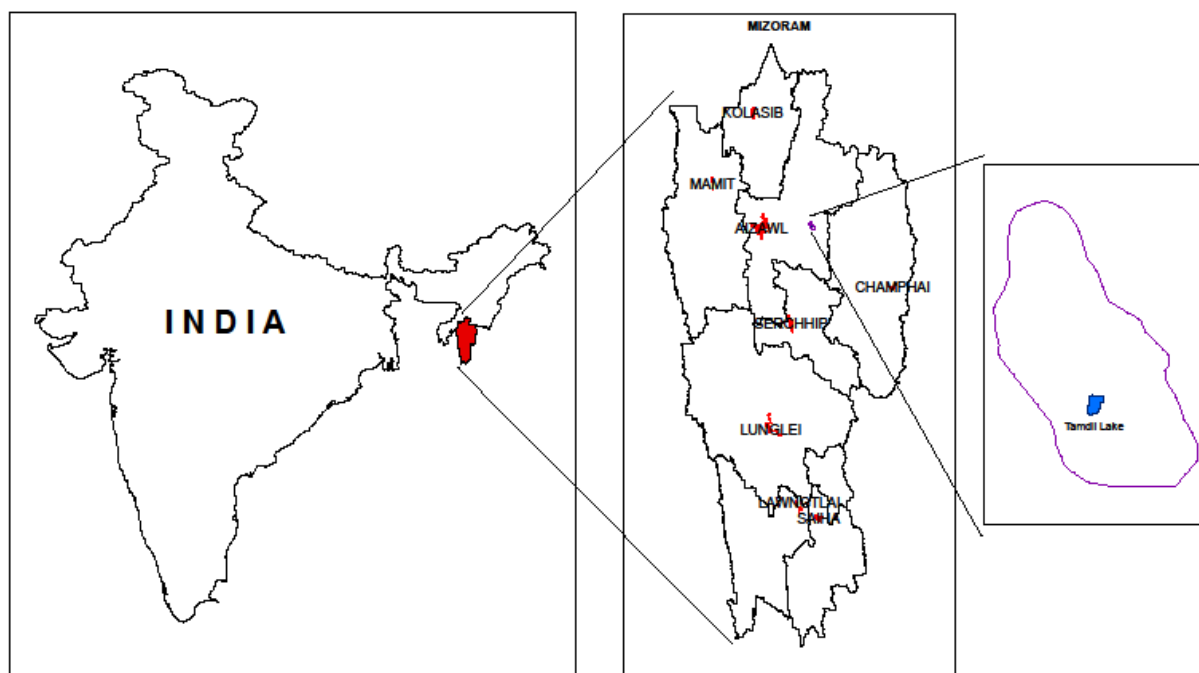 MIZORAM
KOLASIB
MAMIT
AIZAWL
CHAMPHAI
INDIA
SERCHHIP
Tamdil Lake
LUNGLEI
LAWNGTLAI
SAIHA